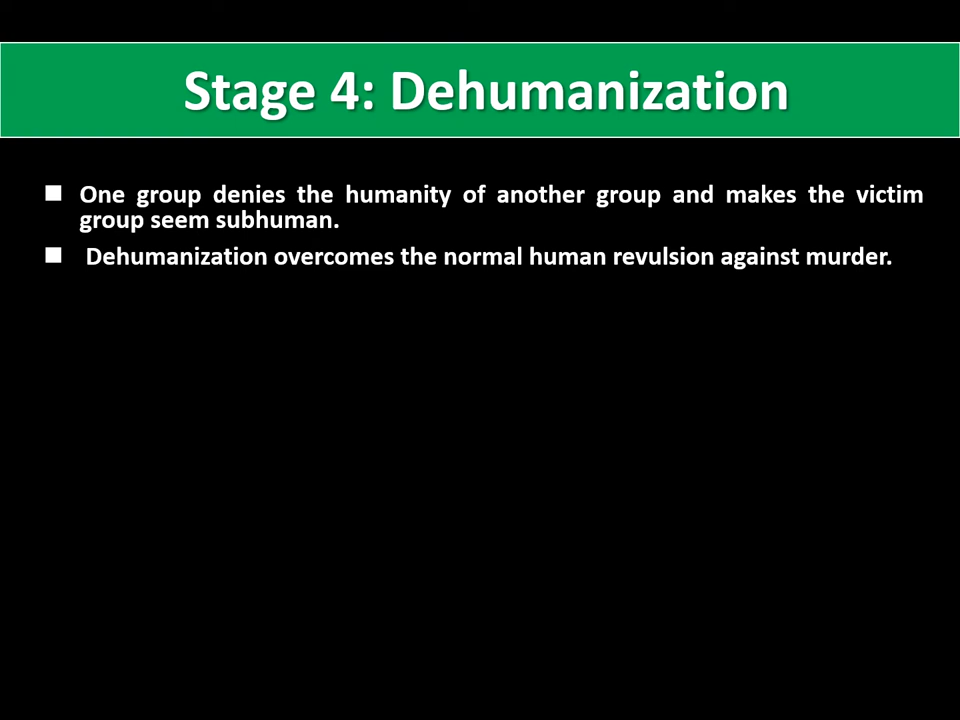 Stage 4: Dehumanization
One group denies the humanity of another group and makes the victim
group seem subhuman.
Dehumanization overcomes the normal human revulsion against murder.